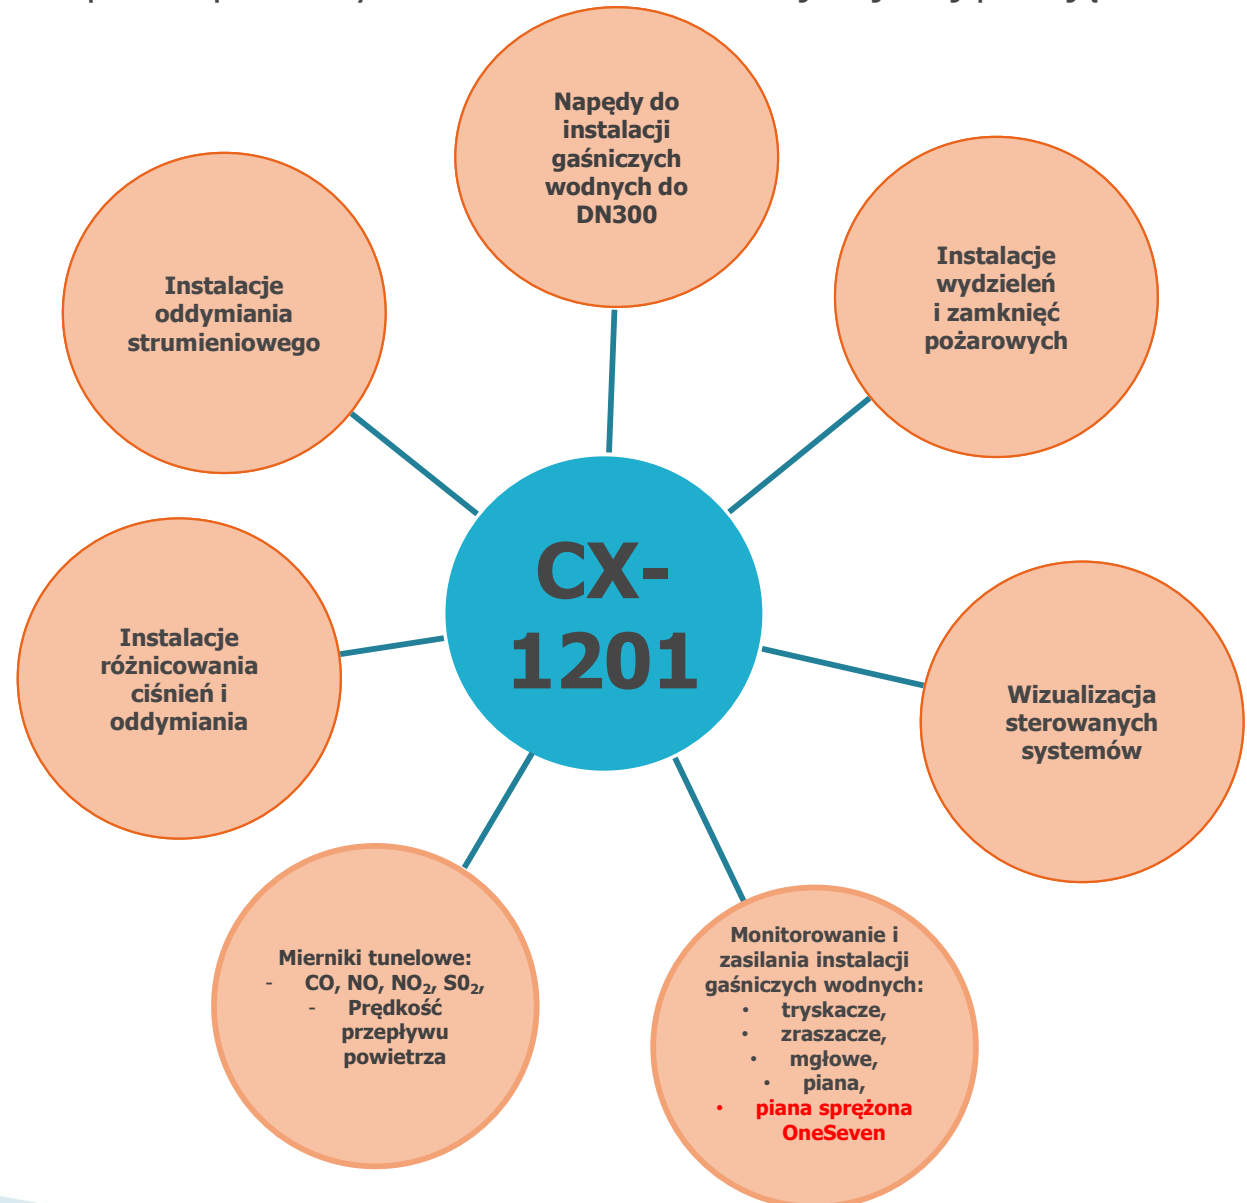 Napędy do
instalacji
gaśniczych
wodnych do
DN300
Instalacje
wydzieleń
i zamknięć
pożarowych
Instalacje
oddymiania
strumieniowego
CX-
1201
Instalacje
różnicowania
ciśnień i
oddymiania
Wizualizacja
sterowanych
systemów
Mierniki tunelowe:
- CO, NO, NO₂, S0₂,
- Prędkość
przepływu
powietrza
Monitorowanie i
zasilania instalacji
gaśniczych wodnych:
• tryskacze,
• zraszacze,
• mgłowe,
• piana,
• piana sprężona
OneSeven